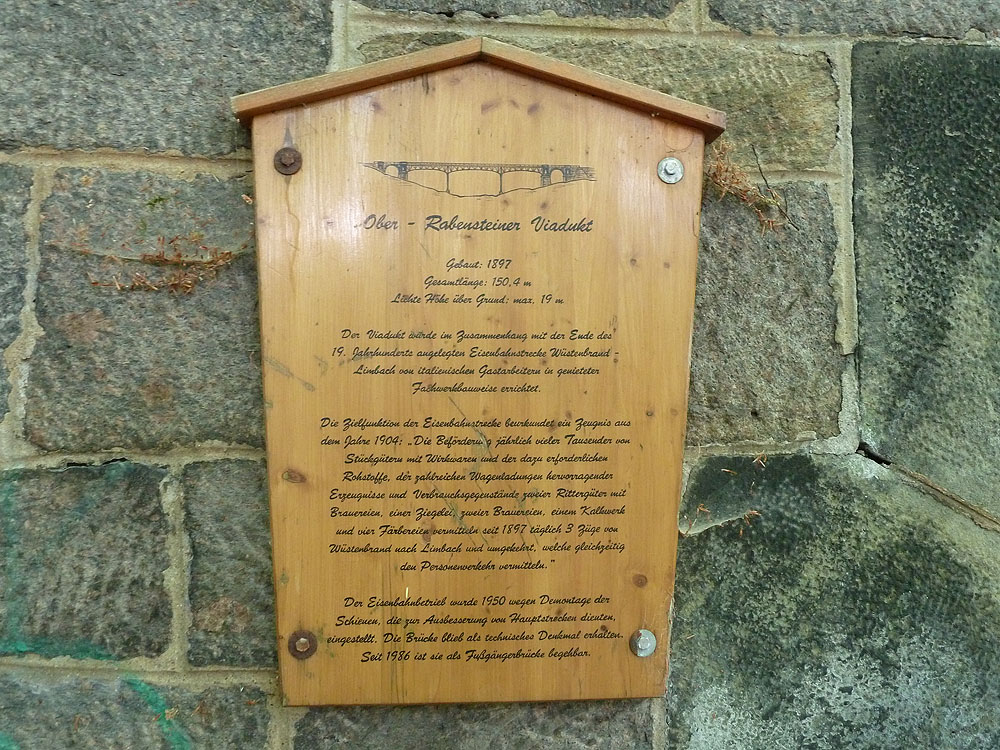 Ober - Rabensteiner Viadukt
Gebaut: 1897
Gesamtlänge: 150,4 m
Lichte Höhe über Grund: max. 19 m
Der Viadukt wurde im Zusammenhang mit der Ende des
19. Jahrhunderts angelegten Eisenbahnstrecke Wüstenbrand -
Limbach von italienischen Gastarbeitern in genieteter
Fachwerkbauweise errichtet.
Die Zielfunktion der Eisenbahnstrecke beurkundet ein Zeugnis aus
dem Jahre 1904: „Die Beförderung jährlich vieler Tausender von
Stückgütern mit Wirkwaren und der dazu erforderlichen
Rohstoffe, der zahlreichen Wagenladungen hervorragender
Erzeugnisse und Verbrauchsgegenstände zweier Rittergüter mit
Brauereien, einer Ziegelei, zweier Brauereien, einem Kalkwerk
und vier Färbereien vermitteln seit 1897 täglich 3 Züge von
Wüstenbrand nach Limbach und umgekehrt, welche gleichzeitig
den Personenverkehr vermitteln."
Der Eisenbahnbetrieb wurde 1950 wegen Demontage der
Schienen, die zur Ausbesserung von Hauptstrecken dienten,
eingestellt. Die Brücke blieb als technisches Denkmal erhalten.
Seit 1986 ist sie als Fußgängerbrücke begehbar.